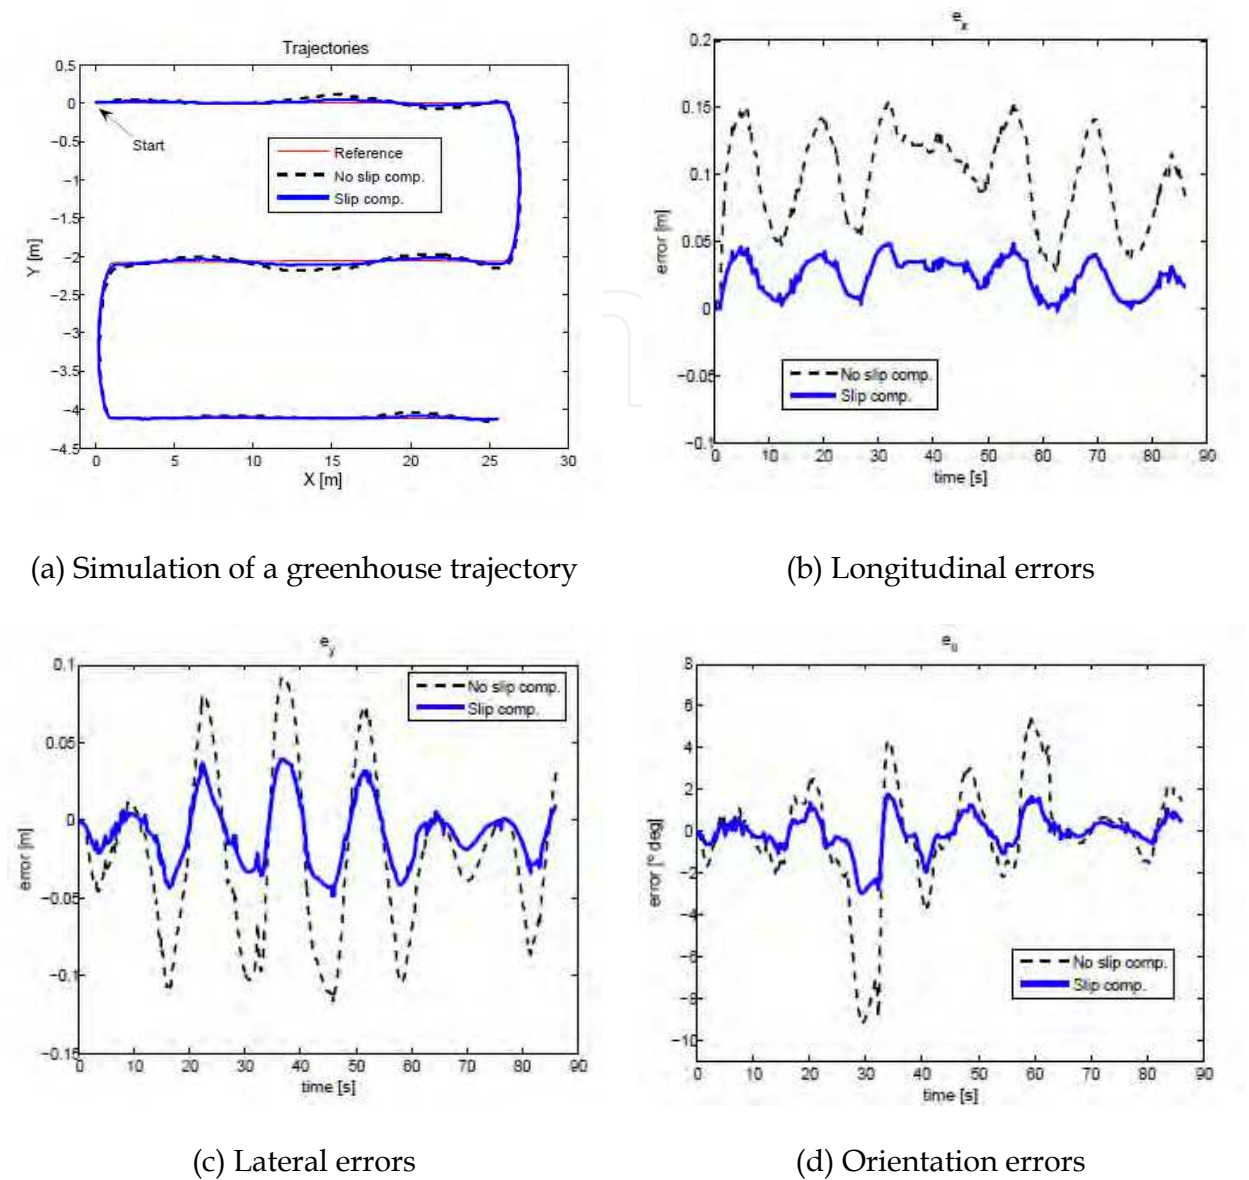 Trajectories
0.5
0
−0.5
−1
−1.5
−2
−2.5
−3
−3.5
−4
−4.5
Y [m]
Start
Reference
No slip comp.
Slip comp.
0 5 10 15 20 25 30
X [m]
e_x
0.2
0.15
0.1
0.05
0
−0.05
−0.1
error [m]
No slip comp.
Slip comp.
0 10 20 30 40 50 60 70 80 90
time [s]
(a) Simulation of a greenhouse trajectory
(b) Longitudinal errors
e_y
0.1
0.05
0
−0.05
−0.1
−0.15
error [m]
No slip comp.
Slip comp.
0 10 20 30 40 50 60 70 80 90
time [s]
8
6
4
2
0
−2
−4
−6
−8
−10
error [° deg]
No slip comp.
Slip comp.
0 10 20 30 40 50 60 70 80 90
time [s]
(c) Lateral errors
(d) Orientation errors